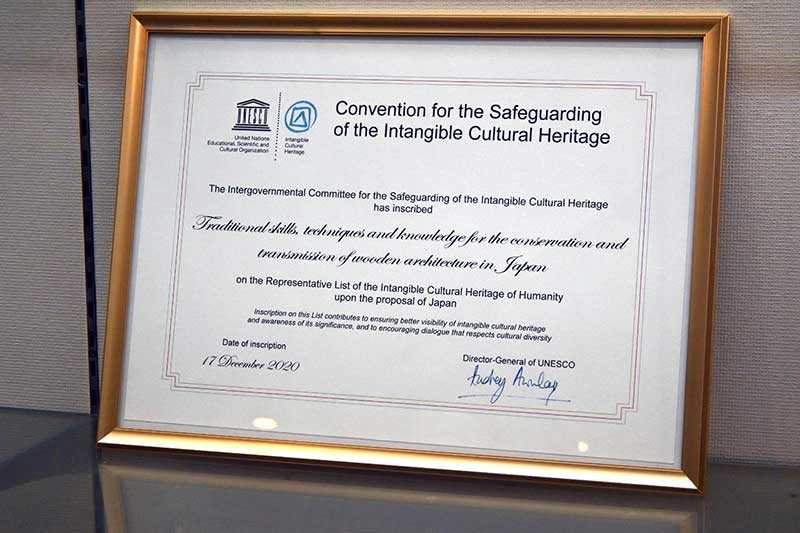 UNESCO
United Nations
Educational, Scientific and
Cultural Organization
Intangible
Cultural
Heritage
Convention for the Safeguarding
of the Intangible Cultural Heritage
The Intergovernmental Committee for the Safeguarding of the Intangible Cultural Heritage
has inscribed
Traditional skills, techniques and knowledge for the conservation and
transmission of wooden architecture in Japan
on the Representative List of the Intangible Cultural Heritage of Humanity
upon the proposal of Japan
Inscription on this List contributes to ensuring better visibility of intangible cultural heritage
and awareness of its significance, and to encouraging dialogue that respects cultural diversity
Date of inscription
17 December 2020
Director-General of UNESCO
Audrey Azoulay